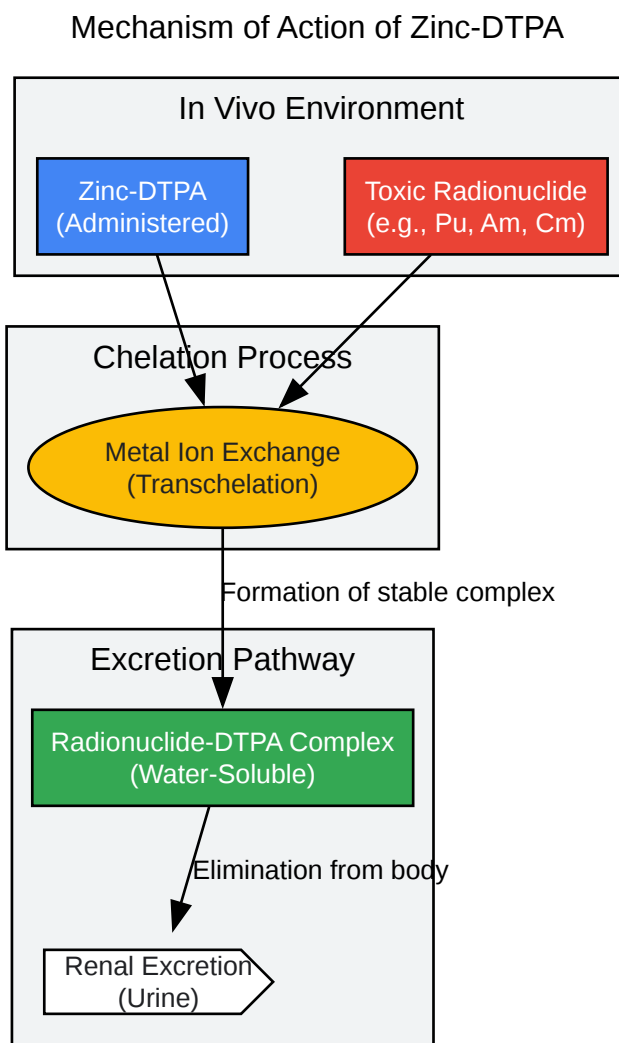 Mechanism of Action of Zinc-DTPA
In Vivo Environment
Zinc-DTPA
(Administered)
Toxic Radionuclide
(e.g., Pu, Am, Cm)
Chelation Process
Metal Ion Exchange
(Transchelation)
Formation of stable complex
Excretion Pathway
Radionuclide-DTPA Complex
(Water-Soluble)
Elimination from body
Renal Excretion
(Urine)